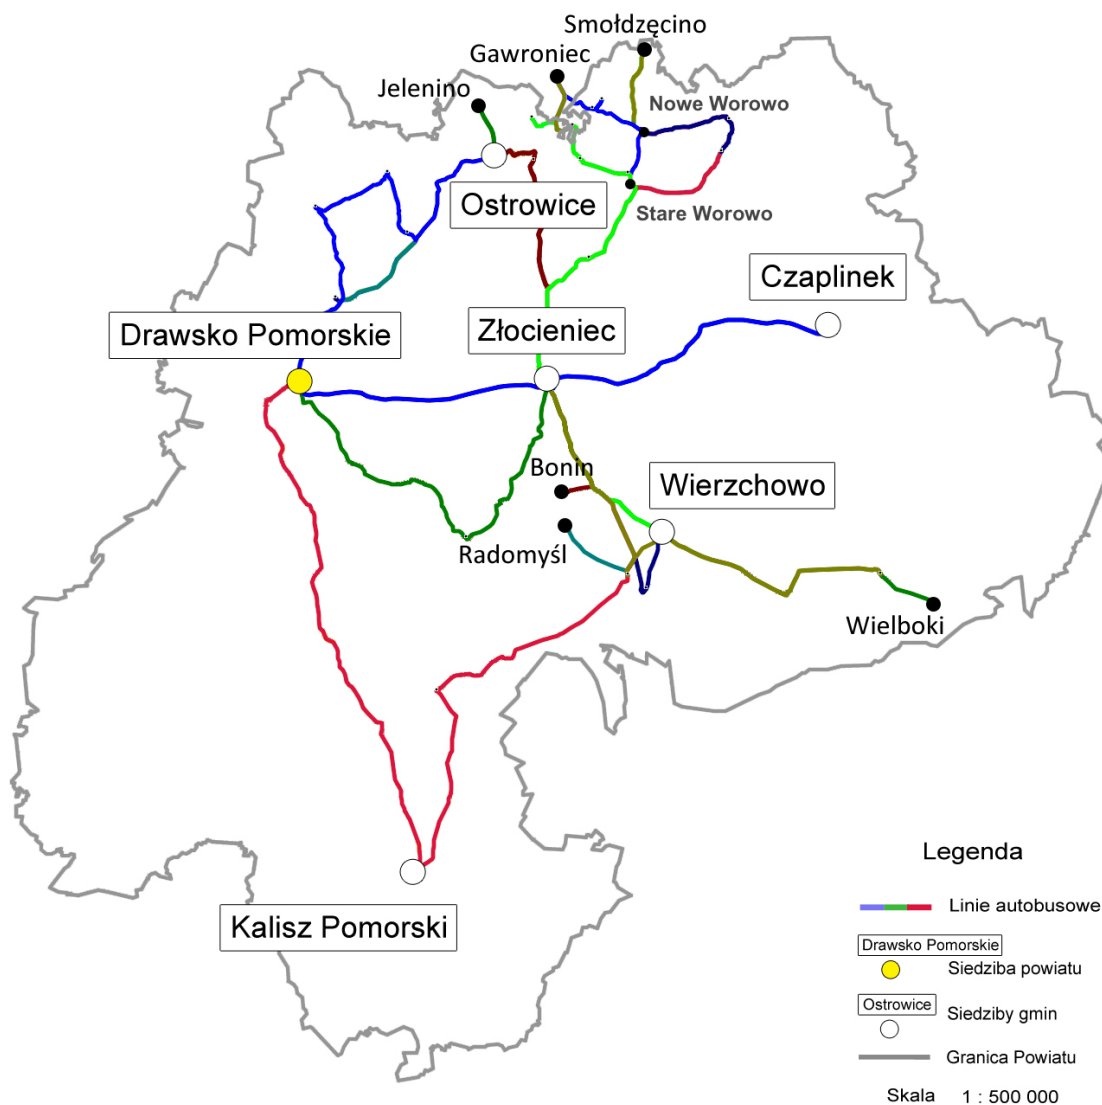 Smołdzęcino
Gawroniec
Jelenino
Nowe Worowo
Ostrowice
Stare Worowo
Czaplinek
Drawsko Pomorskie
Złocieniec
Bonin
Wierzchowo
Radomyśl
Wielboki
Kalisz Pomorski
Legenda
Linie autobusowe
Drawsko Pomorskie
Siedziba powiatu
Ostrowice
Siedziby gmin
Granica Powiatu
Skala 1 : 500 000